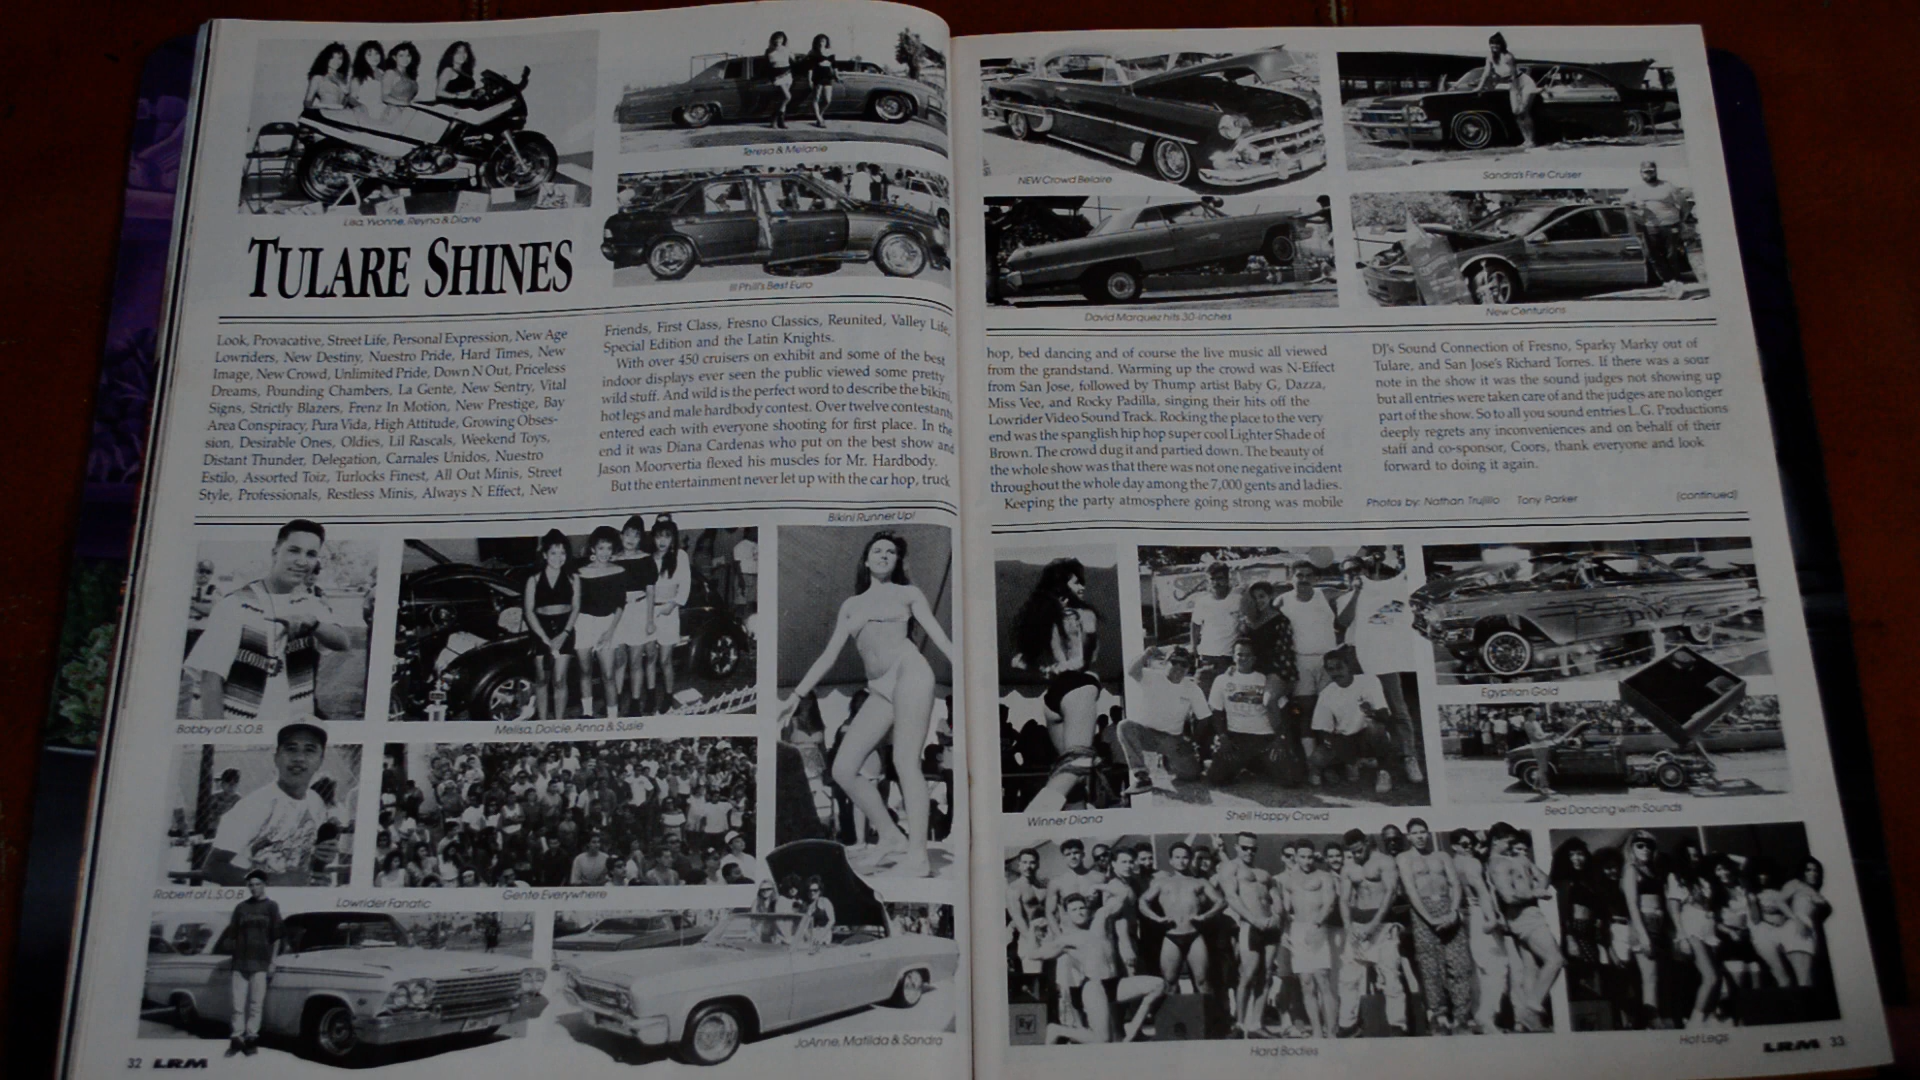 Lisa, Yvonne, Reyna & Diane
Teresa & Melanie
Ill Phill's Best Euro
TULARE SHINES
Look, Provacative, Street Life, Personal Expression, New Age
Lowriders, New Destiny, Nuestro Pride, Hard Times, New
Image, New Crowd, Unlimited Pride, Down N Out, Priceless
Dreams, Pounding Chambers, La Gente, New Sentry, Vital
Signs, Strictly Blazers, Frenz In Motion, New Prestige, Bay
Area Conspiracy, Pura Vida, High Attitude, Growing Obses-
sion, Desirable Ones, Oldies, Lil Rascals, Weekend Toys,
Distant Thunder, Delegation, Carnales Unidos, Nuestro
Estilo, Assorted Toiz, Turlocks Finest, All Out Minis, Street
Style, Professionals, Restless Minis, Always N Effect, New
Friends, First Class, Fresno Classics, Reunited, Valley Life,
Special Edition and the Latin Knights.
With over 450 cruisers on exhibit and some of the best
indoor displays ever seen the public viewed some pretty
wild stuff. And wild is the perfect word to describe the bikini,
hot legs and male hardbody contest. Over twelve contestants
entered each with everyone shooting for first place. In the
end it was Diana Cardenas who put on the best show and
Jason Moorvertia flexed his muscles for Mr. Hardbody.
But the entertainment never let up with the car hop, truck
Bikini Runner Up!
Bobby of L.S.O.B.
Melisa, Dolcie, Anna & Susie
Robert of L.S.O.B.
Lowrider Fanatic
Gente Everywhere
JoAnne, Matilda & Sandra
32 LRM
NEW Crowd Belaire
Sandra's Fine Cruiser
David Marquez hits 30-inches
New Centurions
hop, bed dancing and of course the live music all viewed
from the grandstand. Warming up the crowd was N-Effect
from San Jose, followed by Thump artist Baby G, Dazza,
Miss Vee, and Rocky Padilla, singing their hits off the
Lowrider Video Sound Track. Rocking the place to the very
end was the spanglish hip hop super cool Lighter Shade of
Brown. The crowd dug it and partied down. The beauty of
the whole show was that there was not one negative incident
throughout the whole day among the 7,000 gents and ladies.
Keeping the party atmosphere going strong was mobile
DJ's Sound Connection of Fresno, Sparky Marky out of
Tulare, and San Jose's Richard Torres. If there was a sour
note in the show it was the sound judges not showing up
but all entries were taken care of and the judges are no longer
part of the show. So to all you sound entries L.G. Productions
deeply regrets any inconveniences and on behalf of their
staff and co-sponsor, Coors, thank everyone and look
forward to doing it again.
Photos by: Nathan Trujillo Tony Parker
(continued)
Winner Diana
Shell Happy Crowd
Egyptian Gold
Bed Dancing with Sounds
Hard Bodies
Hot Legs
LRM 33